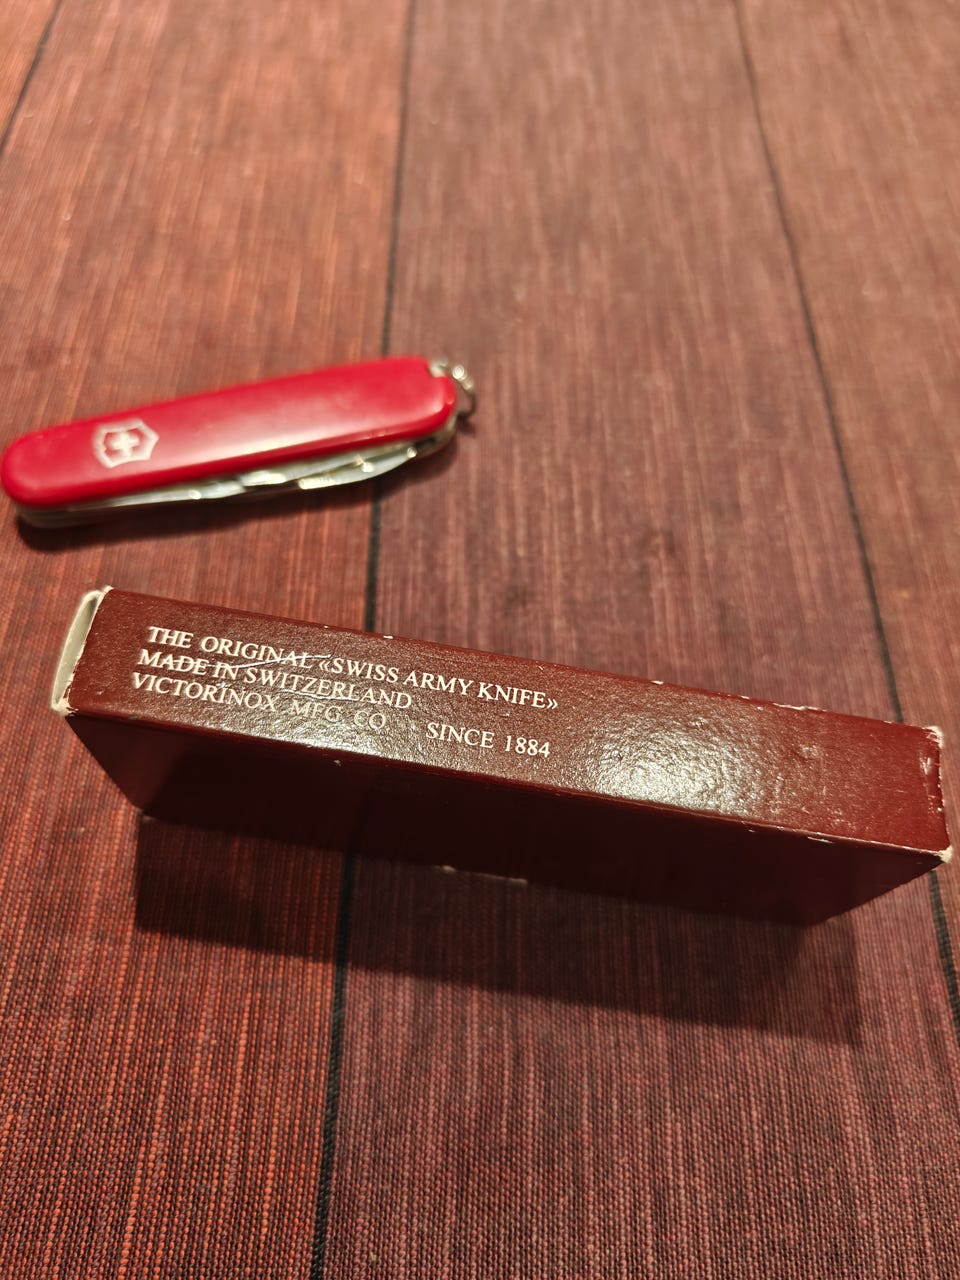 THE ORIGINAL «SWISS ARMY KNIFE»
MADE IN SWITZERLAND
VICTORINOX MFG. CO.
SINCE 1884